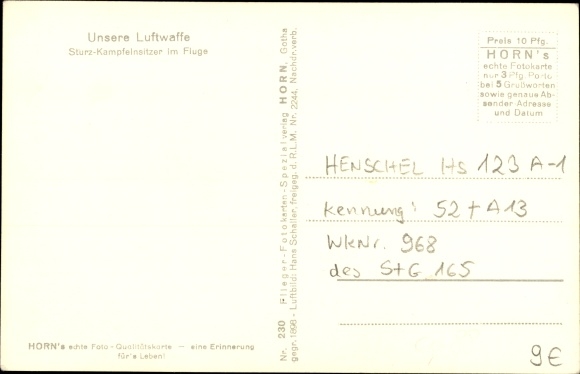 Unsere Luftwaffe
Sturz-Kampfeinsitzer im Fluge
HORN's echte Foto-Qualitätskarte — eine Erinnerung
für's Leben!
Nr. 230 Flieger-Fotokarten-Spezialverlag HORN, Gotha
gegr. 1898 - Luftbild: Hans Schaller, freigeg. d. R.L.M. Nr. 2244. Nachdr. verb.
Preis 10 Pfg.
HORN's
echte Fotokarte
nur 3 Pfg. Porto
bei 5 Grußworten
sowie genaue Ab-
sender-Adresse
und Datum
HENSCHEL HS 123 A-1
Kennung: 52+A13
WkNr. 968
des StG 165
9€